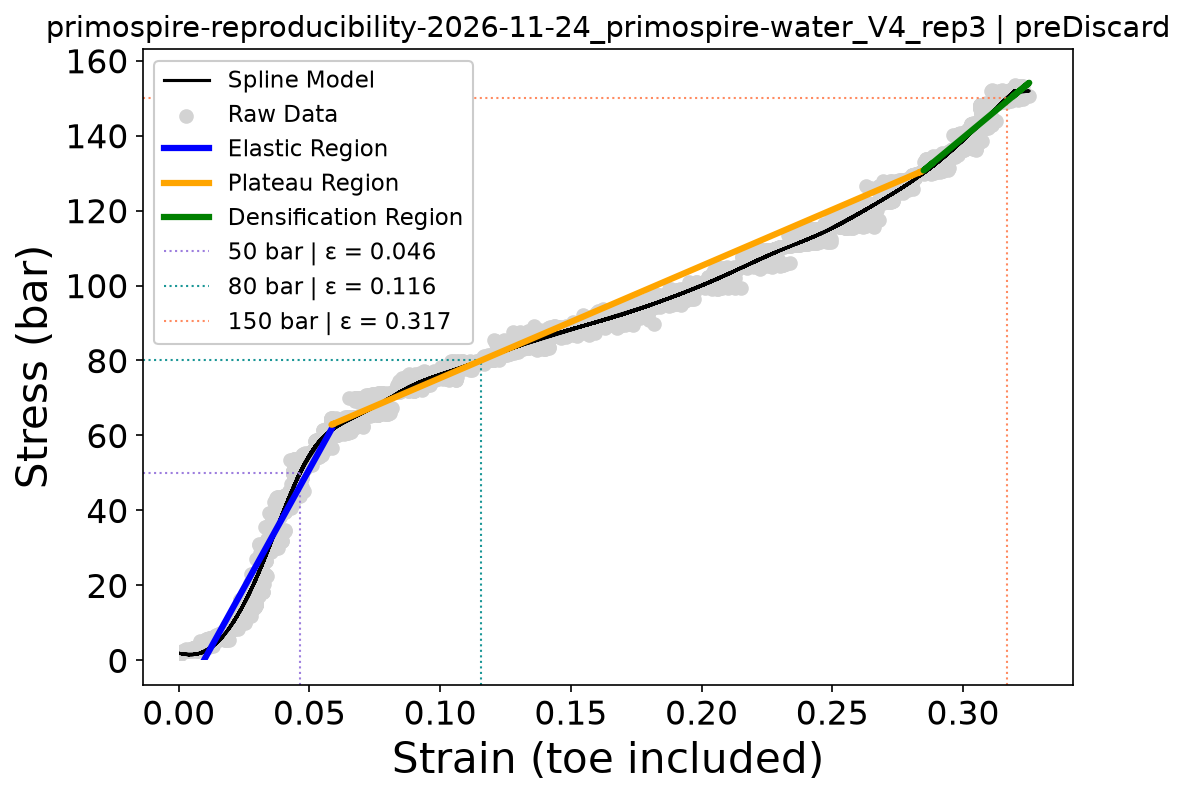 primospire-reproducibility-2026-11-24_primospire-water_V4_rep3 | preDiscard
Stress (bar)
160
140
120
100
80
60
40
20
0
Spline Model
Raw Data
Elastic Region
Plateau Region
Densification Region
50 bar | ε = 0.046
80 bar | ε = 0.116
150 bar | ε = 0.317
0.00 0.05 0.10 0.15 0.20 0.25 0.30
Strain (toe included)